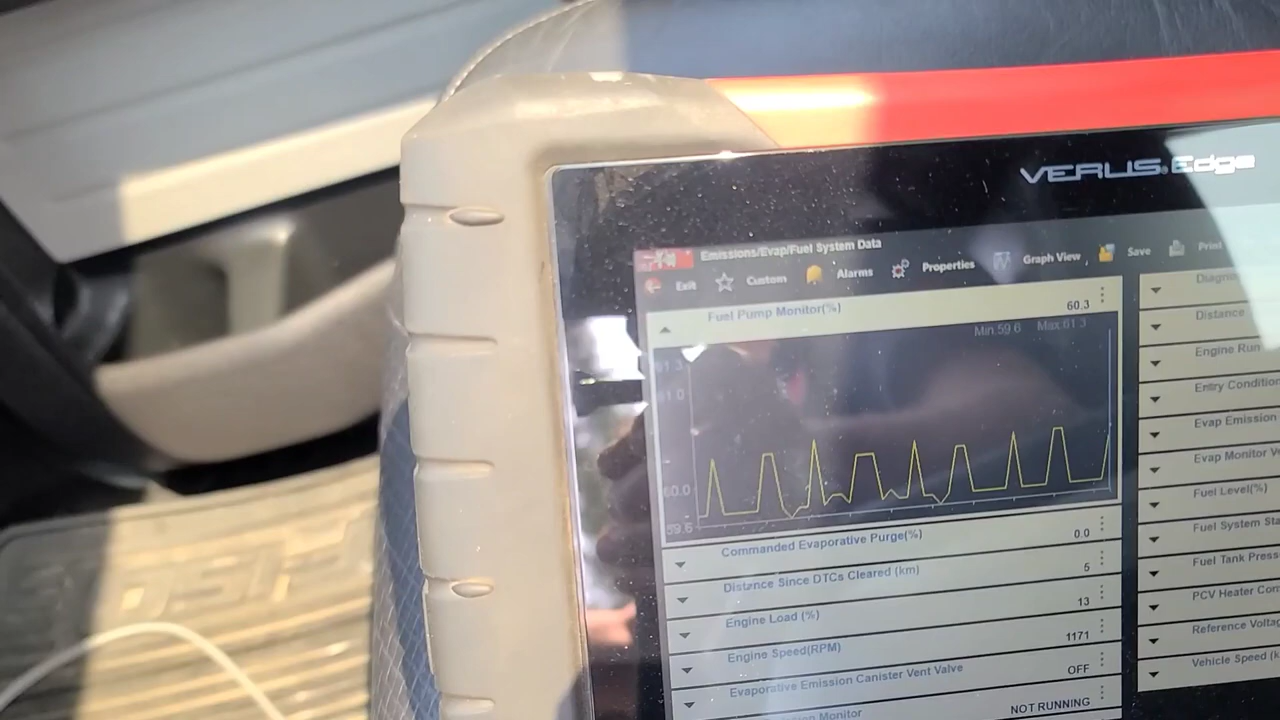 VERUS. Edge
Emissions/Evap/Fuel System Data
Exit Custom Alarms Properties Graph View Save Print
Fuel Pump Monitor(%) 60.3
Min:59.6 Max:61.3
61.3
61.0
60.0
59.6
Commanded Evaporative Purge(%) 0.0
Distance Since DTCs Cleared (km) 5
Engine Load (%) 13
Engine Speed(RPM) 1171
Evaporative Emission Canister Vent Valve OFF
Monitor NOT RUNNING
Distance
Engine Run
Entry Condition
Evap Emission
Evap Monitor
Fuel Level(%)
Fuel System Sta
Fuel Tank Press
PCV Heater Con
Reference Voltag
Vehicle Speed (k